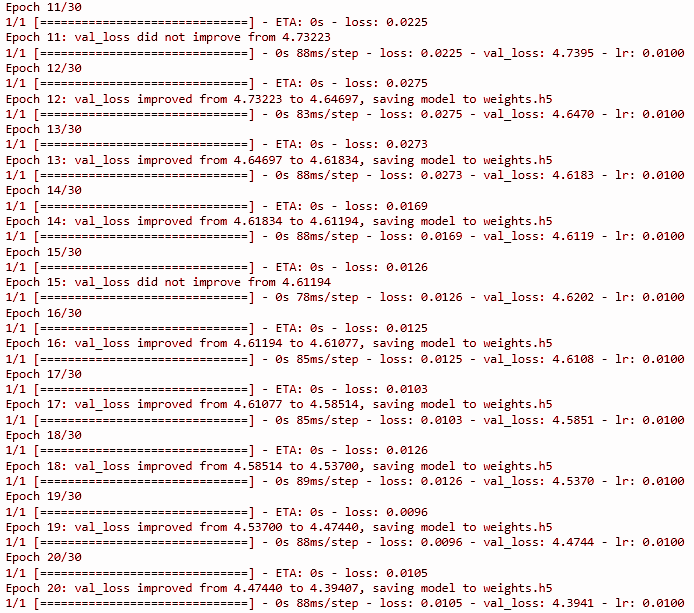 Epoch 11/30
1/1 [==============================] - ETA: 0s - loss: 0.0225
Epoch 11: val_loss did not improve from 4.73223
1/1 [==============================] - 0s 88ms/step - loss: 0.0225 - val_loss: 4.7395 - lr: 0.0100
Epoch 12/30
1/1 [==============================] - ETA: 0s - loss: 0.0275
Epoch 12: val_loss improved from 4.73223 to 4.64697, saving model to weights.h5
1/1 [==============================] - 0s 83ms/step - loss: 0.0275 - val_loss: 4.6470 - lr: 0.0100
Epoch 13/30
1/1 [==============================] - ETA: 0s - loss: 0.0273
Epoch 13: val_loss improved from 4.64697 to 4.61834, saving model to weights.h5
1/1 [==============================] - 0s 88ms/step - loss: 0.0273 - val_loss: 4.6183 - lr: 0.0100
Epoch 14/30
1/1 [==============================] - ETA: 0s - loss: 0.0169
Epoch 14: val_loss improved from 4.61834 to 4.61194, saving model to weights.h5
1/1 [==============================] - 0s 88ms/step - loss: 0.0169 - val_loss: 4.6119 - lr: 0.0100
Epoch 15/30
1/1 [==============================] - ETA: 0s - loss: 0.0126
Epoch 15: val_loss did not improve from 4.61194
1/1 [==============================] - 0s 78ms/step - loss: 0.0126 - val_loss: 4.6202 - lr: 0.0100
Epoch 16/30
1/1 [==============================] - ETA: 0s - loss: 0.0125
Epoch 16: val_loss improved from 4.61194 to 4.61077, saving model to weights.h5
1/1 [==============================] - 0s 85ms/step - loss: 0.0125 - val_loss: 4.6108 - lr: 0.0100
Epoch 17/30
1/1 [==============================] - ETA: 0s - loss: 0.0103
Epoch 17: val_loss improved from 4.61077 to 4.58514, saving model to weights.h5
1/1 [==============================] - 0s 85ms/step - loss: 0.0103 - val_loss: 4.5851 - lr: 0.0100
Epoch 18/30
1/1 [==============================] - ETA: 0s - loss: 0.0126
Epoch 18: val_loss improved from 4.58514 to 4.53700, saving model to weights.h5
1/1 [==============================] - 0s 89ms/step - loss: 0.0126 - val_loss: 4.5370 - lr: 0.0100
Epoch 19/30
1/1 [==============================] - ETA: 0s - loss: 0.0096
Epoch 19: val_loss improved from 4.53700 to 4.47440, saving model to weights.h5
1/1 [==============================] - 0s 88ms/step - loss: 0.0096 - val_loss: 4.4744 - lr: 0.0100
Epoch 20/30
1/1 [==============================] - ETA: 0s - loss: 0.0105
Epoch 20: val_loss improved from 4.47440 to 4.39407, saving model to weights.h5
1/1 [==============================] - 0s 88ms/step - loss: 0.0105 - val_loss: 4.3941 - lr: 0.0100